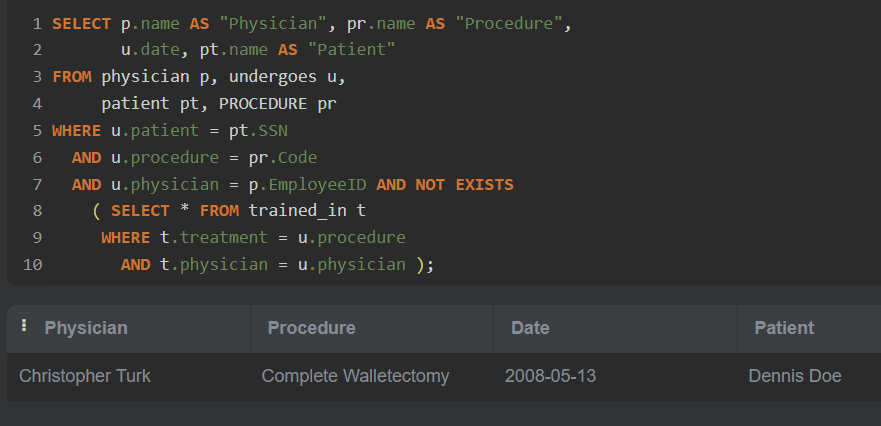 1 SELECT p.name AS "Physician", pr.name AS "Procedure",
2        u.date, pt.name AS "Patient"
3 FROM physician p, undergoes u,
4      patient pt, PROCEDURE pr
5 WHERE u.patient = pt.SSN
6   AND u.procedure = pr.Code
7   AND u.physician = p.EmployeeID AND NOT EXISTS
8     ( SELECT * FROM trained_in t
9      WHERE t.treatment = u.procedure
10       AND t.physician = u.physician );
Physician Procedure Date Patient
Christopher Turk Complete Walletectomy 2008-05-13 Dennis Doe